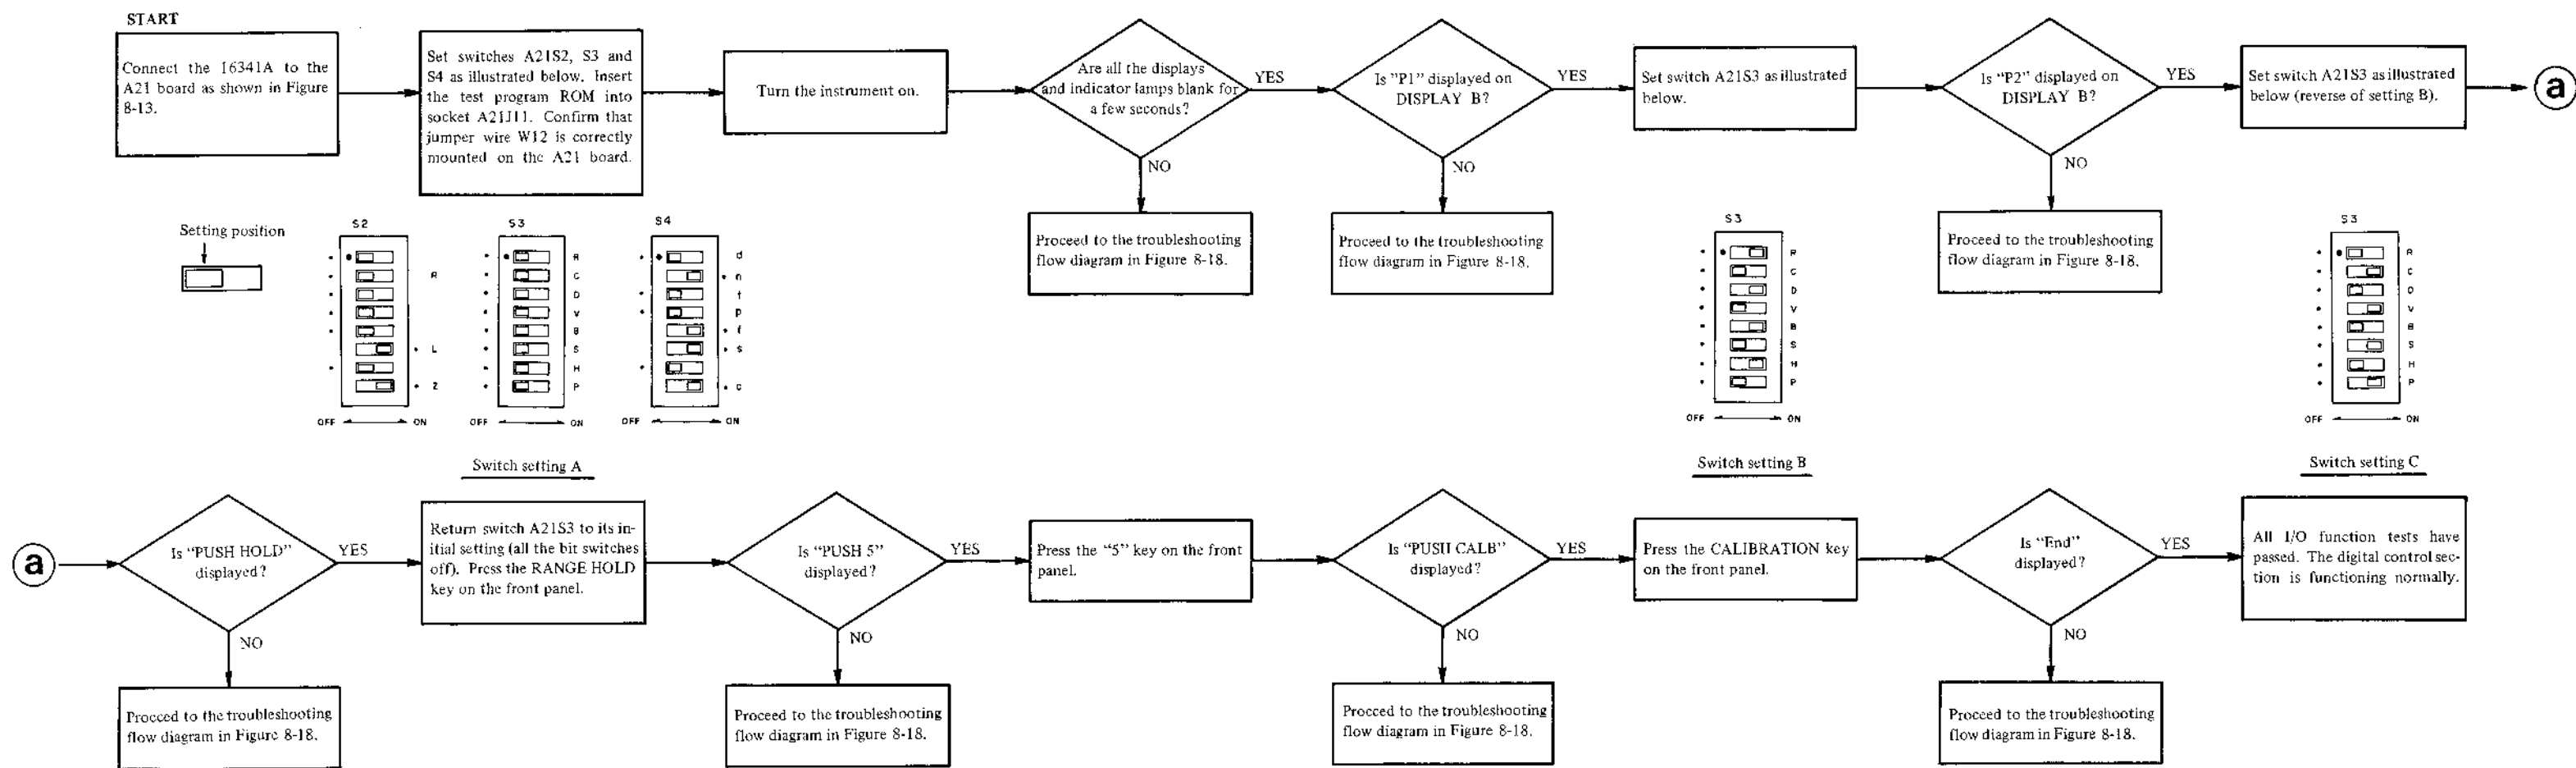 START
Connect the 16341A to the
A21 board as shown in Figure
8-13.
Set switches A21S2, S3 and
S4 as illustrated below. Insert
the test program ROM into
socket A21J11. Confirm that
jumper wire W12 is correctly
mounted on the A21 board.
Turn the instrument on.
Are all the displays
and indicator lamps blank for
a few seconds?
YES
NO
Proceed to the troubleshooting
flow diagram in Figure 8-18.
Is "P1" displayed on
DISPLAY B?
YES
NO
Proceed to the troubleshooting
flow diagram in Figure 8-18.
Set switch A21S3 as illustrated
below.
Is "P2" displayed on
DISPLAY B?
YES
NO
Proceed to the troubleshooting
flow diagram in Figure 8-18.
Set switch A21S3 as illustrated
below (reverse of setting B).
a
Setting position
S2
R
L
2
OFF ON
S3
R
C
D
V
B
S
H
P
OFF ON
S4
d
n
t
p
f
s
c
OFF ON
Switch setting A
S3
R
C
D
V
B
S
H
P
OFF ON
Switch setting B
S3
R
C
D
V
B
S
H
P
OFF ON
Switch setting C
a
Is "PUSH HOLD"
displayed?
YES
NO
Proceed to the troubleshooting
flow diagram in Figure 8-18.
Return switch A21S3 to its in-
itial setting (all the bit switches
off). Press the RANGE HOLD
key on the front panel.
Is "PUSH 5"
displayed?
YES
NO
Proceed to the troubleshooting
flow diagram in Figure 8-18.
Press the "5" key on the front
panel.
Is "PUSH CALB"
displayed?
YES
NO
Proceed to the troubleshooting
flow diagram in Figure 8-18.
Press the CALIBRATION key
on the front panel.
Is "End"
displayed?
YES
NO
Proceed to the troubleshooting
flow diagram in Figure 8-18.
All I/O function tests have
passed. The digital control sec-
tion is functioning normally.